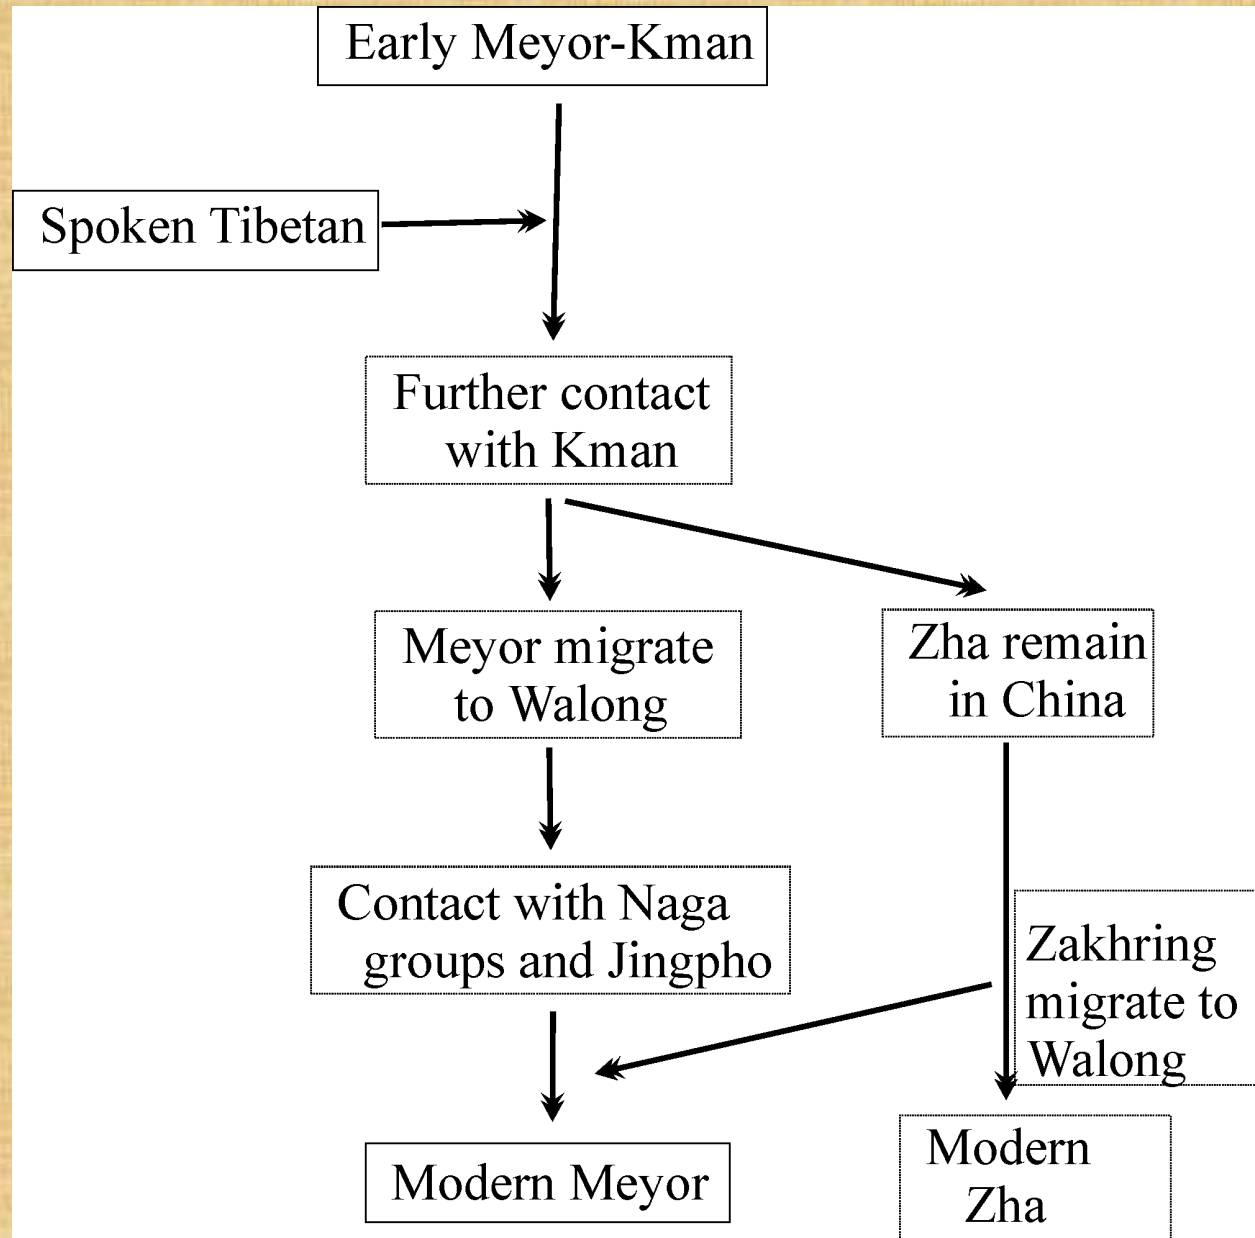 Early Meyor-Kman
Spoken Tibetan
Further contact
with Kman
Meyor migrate
to Walong
Zha remain
in China
Contact with Naga
groups and Jingpho
Zakhring
migrate to
Walong
Modern Meyor
Modern
Zha